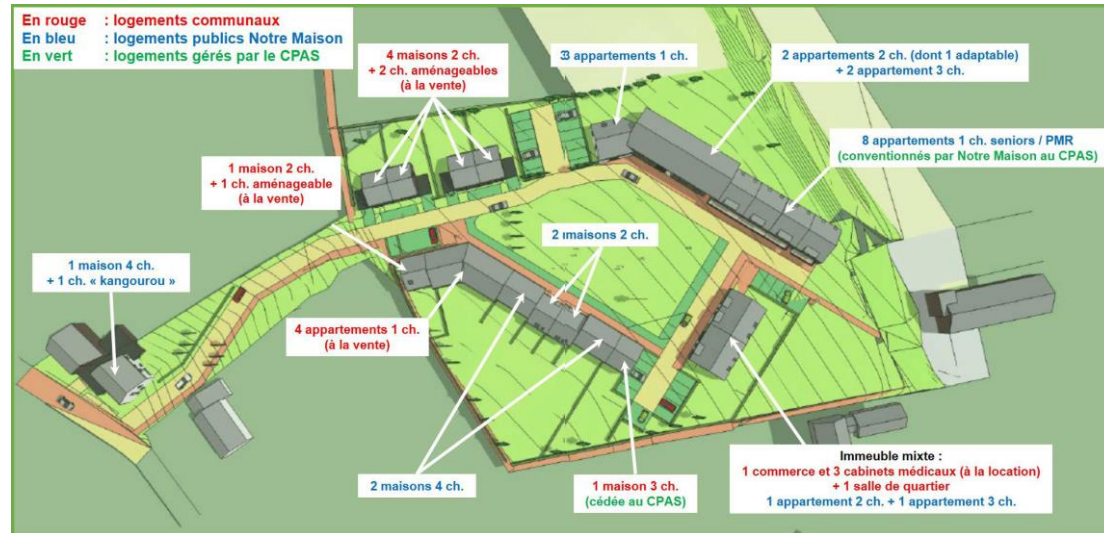 En rouge : logements communaux
En bleu : logements publics Notre Maison
En vert : logements gérés par le CPAS
4 maisons 2 ch.
+ 2 ch. aménageables
(à la vente)
33 appartements 1 ch.
2 appartements 2 ch. (dont 1 adaptable)
+ 2 appartement 3 ch.
8 appartements 1 ch. seniors / PMR
(conventionnés par Notre Maison au CPAS)
1 maison 2 ch.
+ 1 ch. aménageable
(à la vente)
2 ımaisons 2 ch.
1 maison 4 ch.
+ 1 ch. « kangourou »
4 appartements 1 ch.
(à la vente)
2 maisons 4 ch.
1 maison 3 ch.
(cédée au CPAS)
Immeuble mixte :
1 commerce et 3 cabinets médicaux (à la location)
+ 1 salle de quartier
1 appartement 2 ch. + 1 appartement 3 ch.